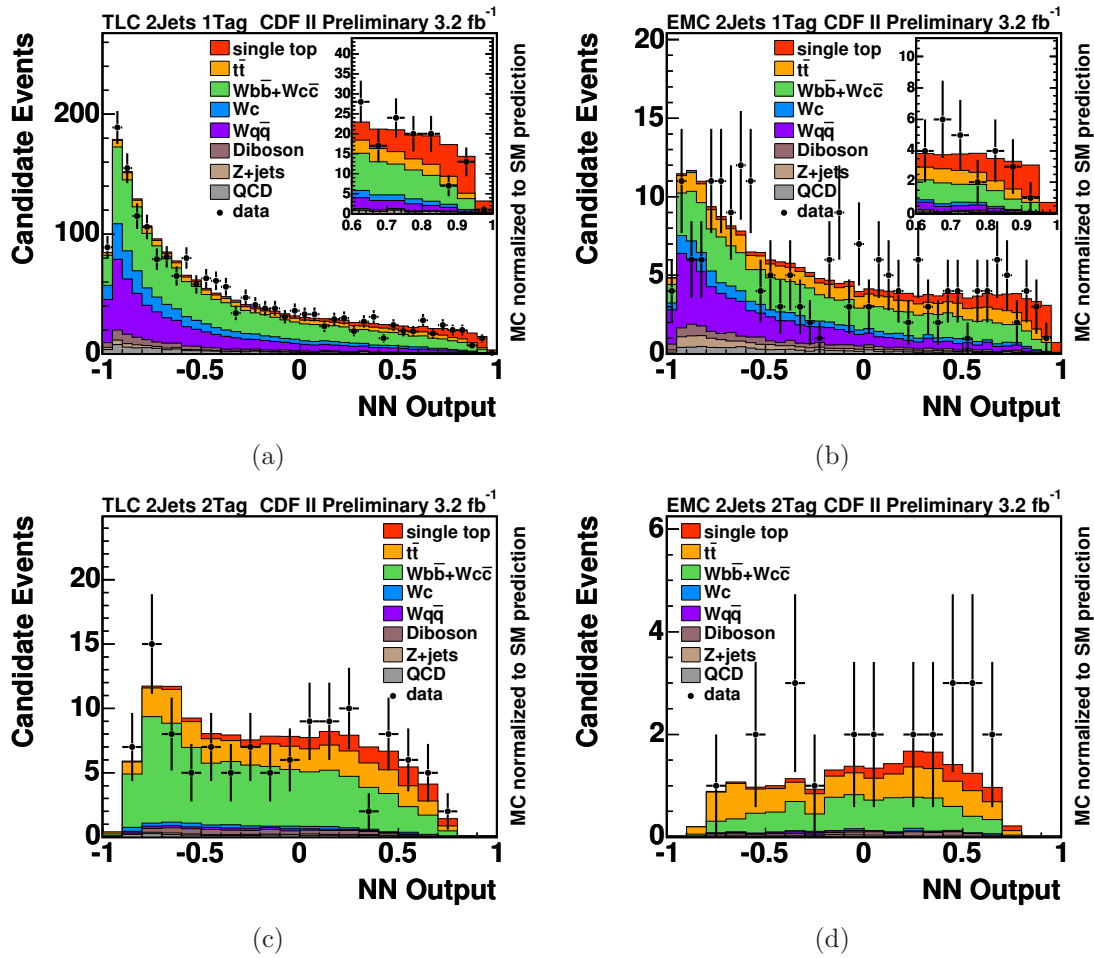 TLC 2Jets 1Tag CDF II Preliminary 3.2 fb⁻¹
Candidate Events
MC normalized to SM prediction
single top
tt̄
Wbb̄+Wcc̄
Wc
Wqq̄
Diboson
Z+jets
QCD
data
40
35
30
25
20
15
10
5
0
0.6 0.7 0.8 0.9 1
200
100
0
-1 -0.5 0 0.5 1
NN Output
(a)
EMC 2Jets 1Tag CDF II Preliminary 3.2 fb⁻¹
Candidate Events
MC normalized to SM prediction
single top
tt̄
Wbb̄+Wcc̄
Wc
Wqq̄
Diboson
Z+jets
QCD
data
10
8
6
4
2
0
0.6 0.7 0.8 0.9 1
20
15
10
5
0
-1 -0.5 0 0.5 1
NN Output
(b)
TLC 2Jets 2Tag CDF II Preliminary 3.2 fb⁻¹
Candidate Events
MC normalized to SM prediction
single top
tt̄
Wbb̄+Wcc̄
Wc
Wqq̄
Diboson
Z+jets
QCD
data
20
15
10
5
0
-1 -0.5 0 0.5 1
NN Output
(c)
EMC 2Jets 2Tag CDF II Preliminary 3.2 fb⁻¹
Candidate Events
MC normalized to SM prediction
single top
tt̄
Wbb̄+Wcc̄
Wc
Wqq̄
Diboson
Z+jets
QCD
data
6
4
2
0
-1 -0.5 0 0.5 1
NN Output
(d)